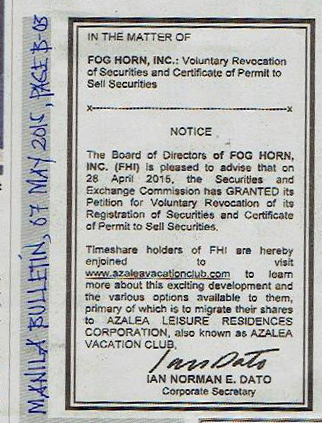 MANILA BULLETIN, 07 MAY 2015, PAGE B-03
IN THE MATTER OF
FOG HORN, INC.: Voluntary Revocation
of Securities and Certificate of Permit to
Sell Securities
x-----------------------------------------x
NOTICE
The Board of Directors of FOG HORN,
INC. (FHI) is pleased to advise that on
28 April 2015, the Securities and
Exchange Commission has GRANTED its
Petition for Voluntary Revocation of its
Registration of Securities and Certificate
of Permit to Sell Securities.
Timeshare holders of FHI are hereby
enjoined to visit
www.azaleavacationclub.com to learn
more about this exciting development and
the various options available to them,
primary of which is to migrate their shares
to AZALEA LEISURE RESIDENCES
CORPORATION, also known as AZALEA
VACATION CLUB.
Ian Dato
IAN NORMAN E. DATO
Corporate Secretary